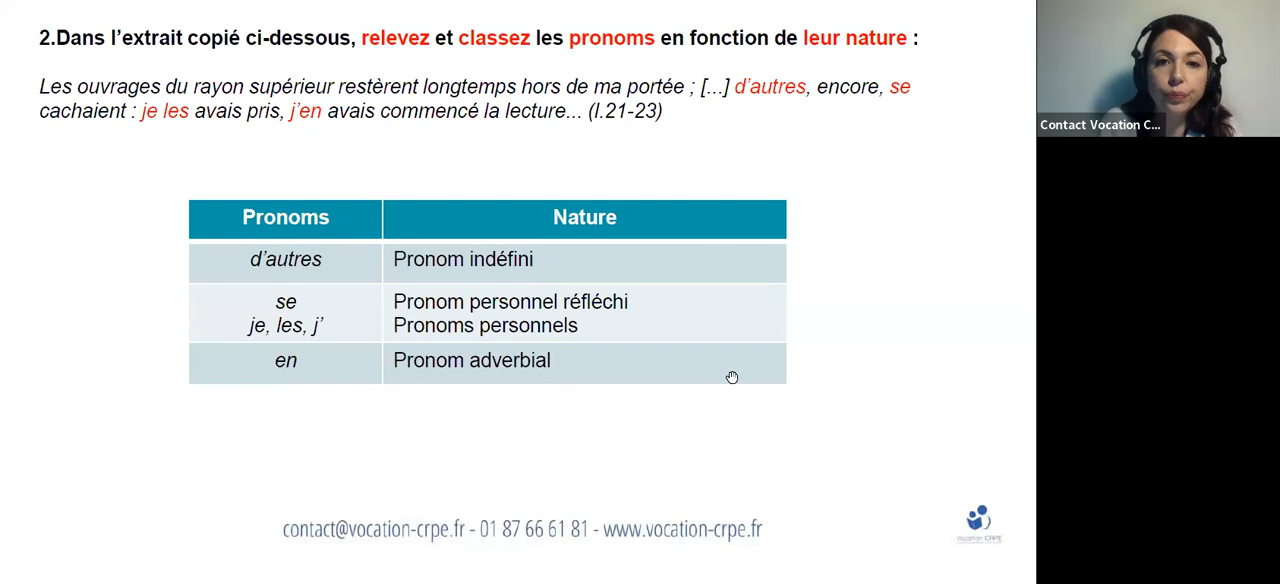 2.Dans l'extrait copié ci-dessous, relevez et classez les pronoms en fonction de leur nature :
Les ouvrages du rayon supérieur restèrent longtemps hors de ma portée ; [...] d'autres, encore, se
cachaient : je les avais pris, j'en avais commencé la lecture... (l.21-23)
Contact Vocation C...
Pronoms Nature
d'autres Pronom indéfini
se Pronom personnel réfléchi
je, les, j' Pronoms personnels
en Pronom adverbial
contact@vocation-crpe.fr - 01 87 66 61 81 - www.vocation-crpe.fr
Vocation CRPE